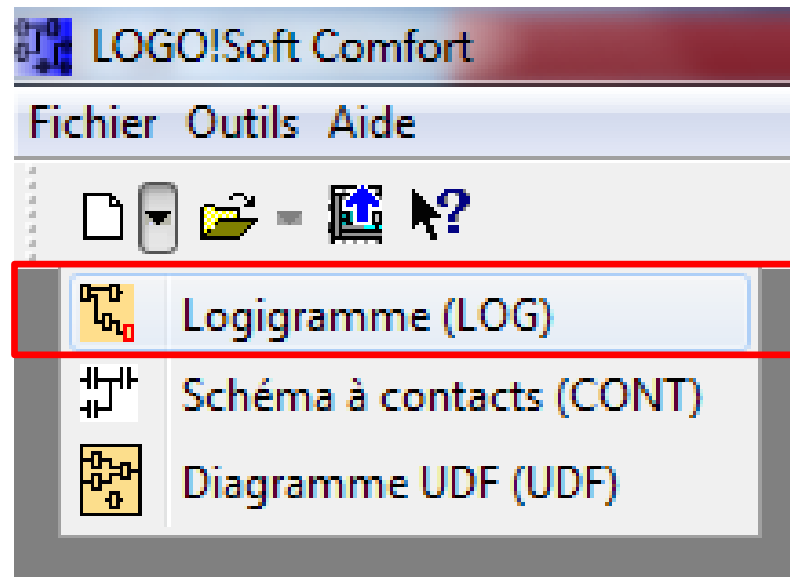 LOGO!Soft Comfort
Fichier Outils Aide
Logigramme (LOG)
Schéma à contacts (CONT)
Diagramme UDF (UDF)